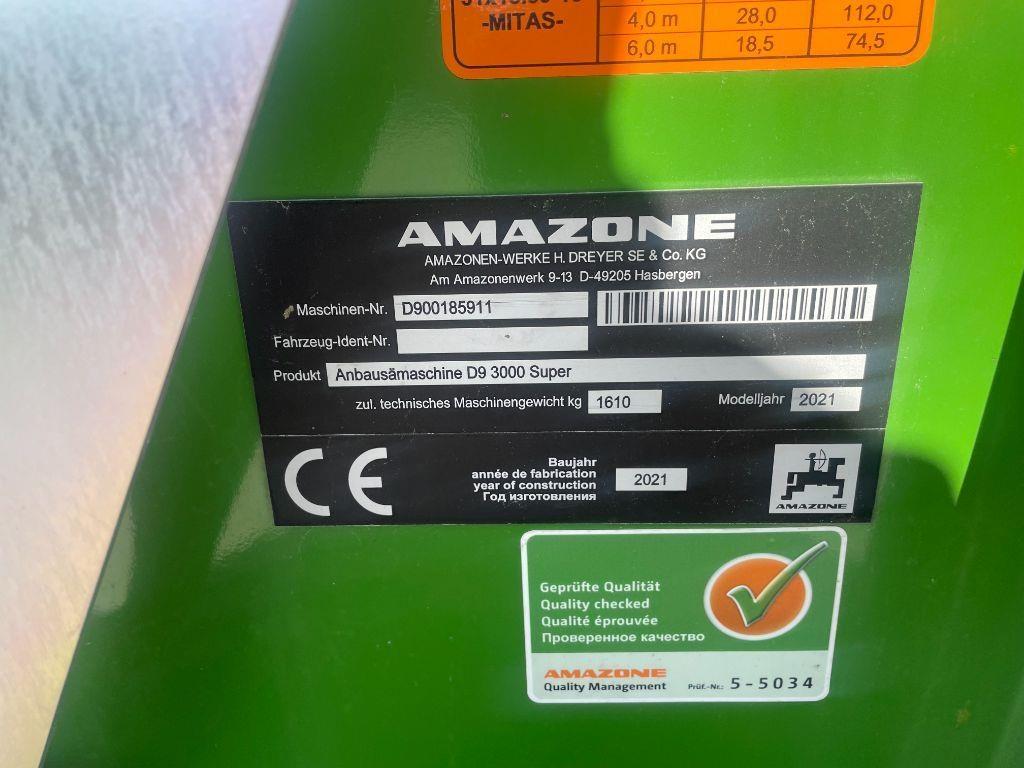 -MITAS-
4,0 m 28,0 112,0
6,0 m 18,5 74,5
AMAZONE
AMAZONEN-WERKE H. DREYER SE & Co. KG
Am Amazonenwerk 9-13 D-49205 Hasbergen
Maschinen-Nr. D900185911
Fahrzeug-Ident-Nr.
Produkt Anbausämaschine D9 3000 Super
zul. technisches Maschinengewicht kg 1610 Modelljahr 2021
CE
Baujahr
année de fabrication
year of construction 2021
Год изготовления
AMAZONE
Geprüfte Qualität
Quality checked
Qualité éprouvée
Проверенное качество
AMAZONE
Quality Management Prüf.-Nr.: 5-5034